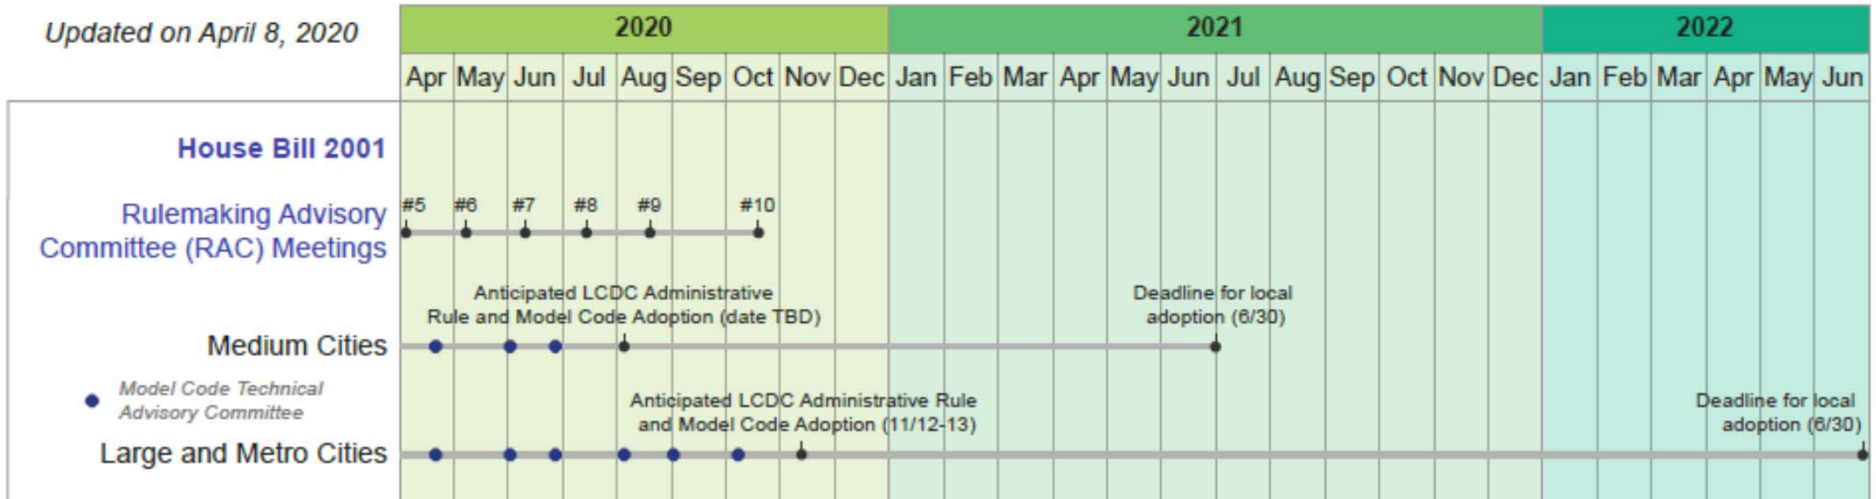 Updated on April 8, 2020
2020 2021 2022
Apr May Jun Jul Aug Sep Oct Nov Dec Jan Feb Mar Apr May Jun Jul Aug Sep Oct Nov Dec Jan Feb Mar Apr May Jun
House Bill 2001
Rulemaking Advisory
Committee (RAC) Meetings
#5 #6 #7 #8 #9 #10
Anticipated LCDC Administrative
Rule and Model Code Adoption (date TBD)
Deadline for local
adoption (6/30)
Medium Cities
Model Code Technical
Advisory Committee
Anticipated LCDC Administrative Rule
and Model Code Adoption (11/12-13)
Deadline for local
adoption (6/30)
Large and Metro Cities